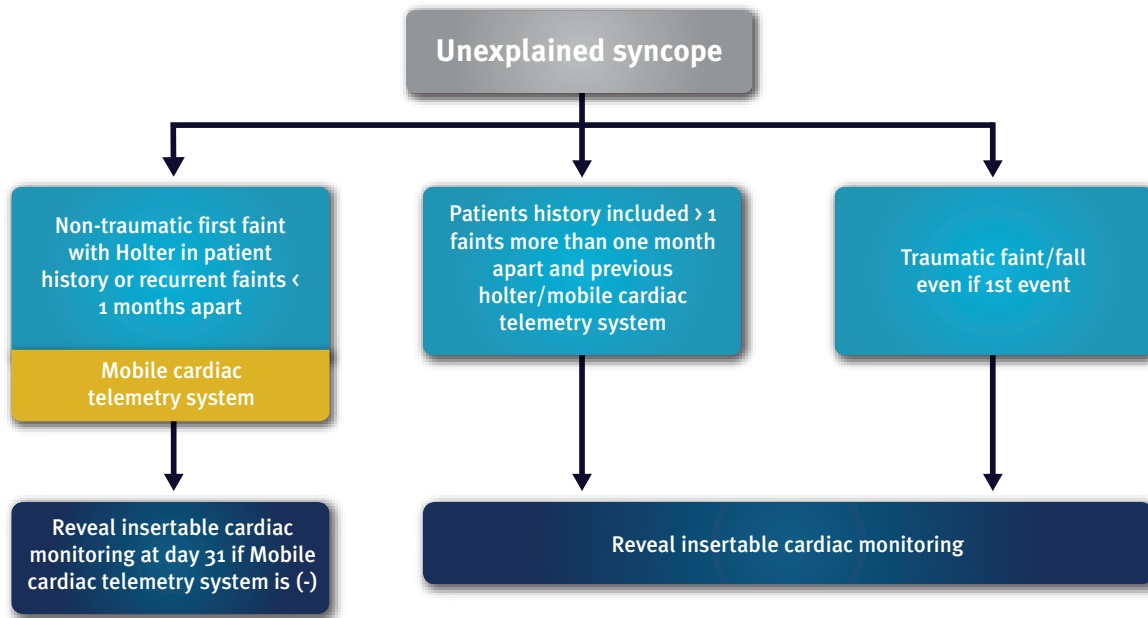 Unexplained syncope
Non-traumatic first faint
with Holter in patient
history or recurrent faints <
1 months apart
Mobile cardiac
telemetry system
Reveal insertable cardiac
monitoring at day 31 if Mobile
cardiac telemetry system is (-)
Patients history included > 1
faints more than one month
apart and previous
holter/mobile cardiac
telemetry system
Traumatic faint/fall
even if 1st event
Reveal insertable cardiac monitoring